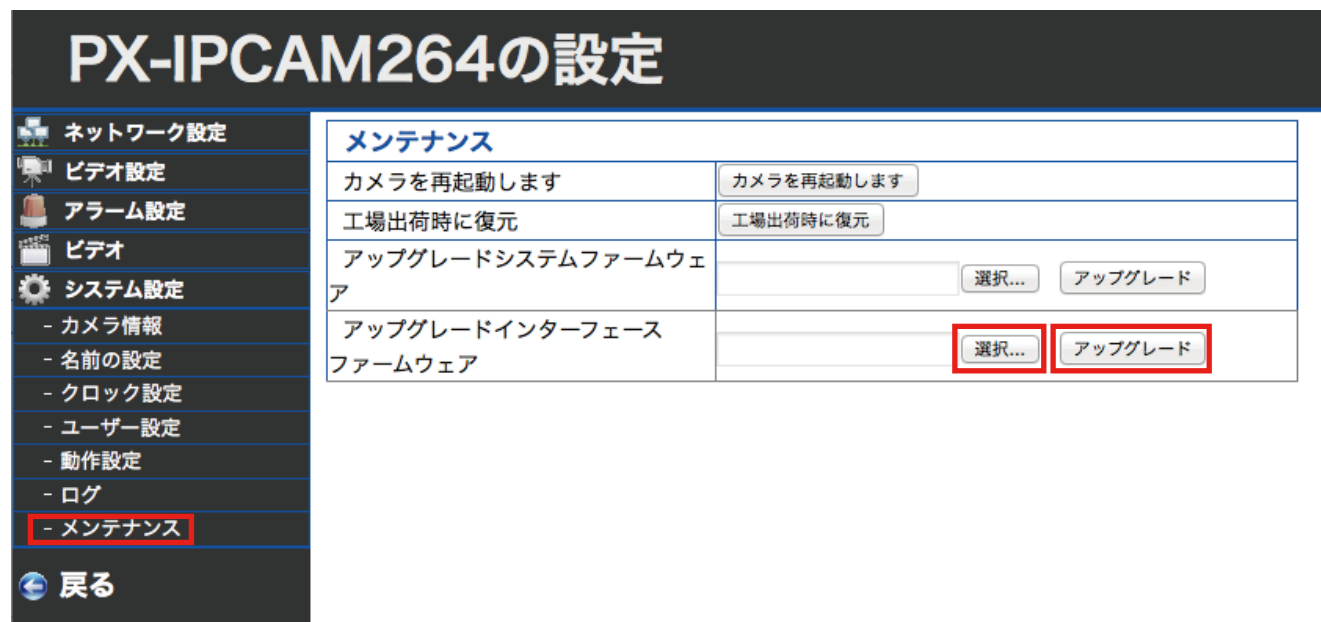 PX-IPCAM264の設定
ネットワーク設定
ビデオ設定
アラーム設定
ビデオ
システム設定
- カメラ情報
- 名前の設定
- クロック設定
- ユーザー設定
- 動作設定
- ログ
- メンテナンス
戻る
メンテナンス
カメラを再起動します カメラを再起動します
工場出荷時に復元 工場出荷時に復元
アップグレードシステムファームウェ
ア
選択... アップグレード
アップグレードインターフェース
ファームウェア
選択... アップグレード